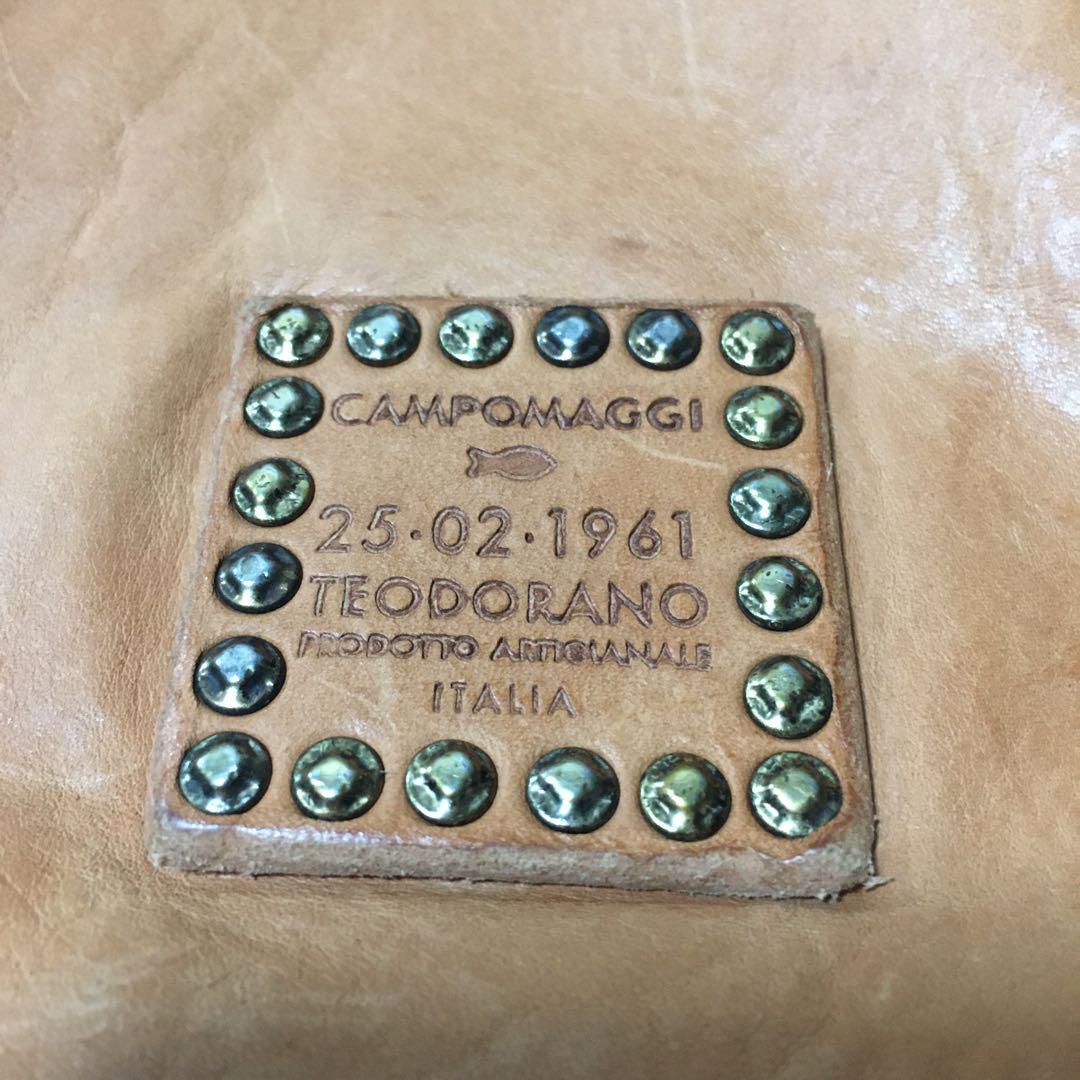 CAMPOMAGGI
25·02·1961
TEODORANO
PRODOTTO ARTIGIANALE
ITALIA